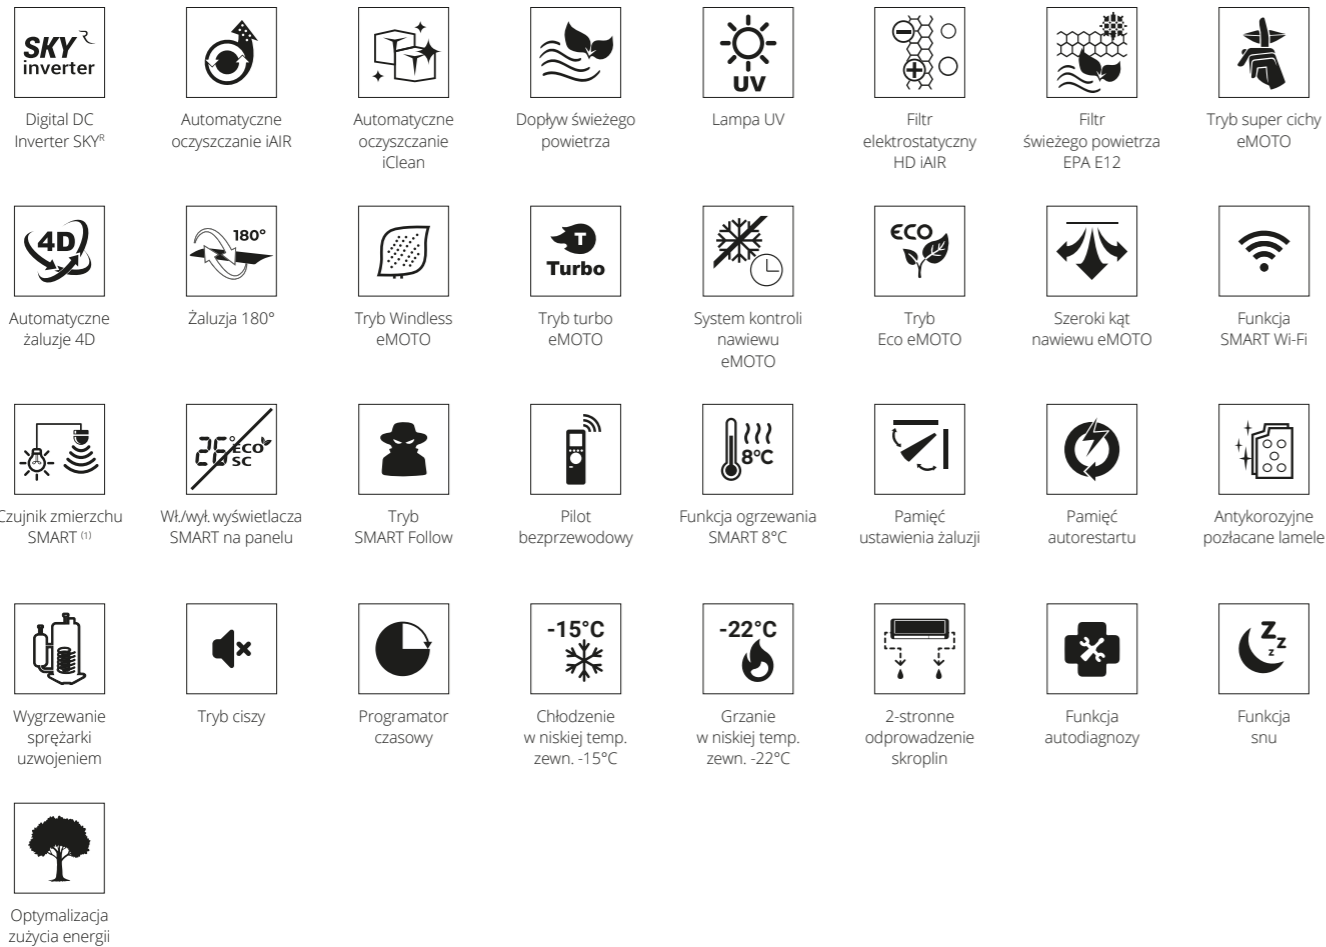 SKY R
inverter
Digital DC
Inverter SKYᴿ
Automatyczne
oczyszczanie iAIR
Automatyczne
oczyszczanie
iClean
Dopływ świeżego
powietrza
UV
Lampa UV
Filtr
elektrostatyczny
HD iAIR
Filtr
świeżego powietrza
EPA E12
Tryb super cichy
eMOTO
4D
Automatyczne
żaluzje 4D
180°
Żaluzja 180°
Tryb Windless
eMOTO
T
Turbo
Tryb turbo
eMOTO
System kontroli
nawiewu
eMOTO
ECO
Tryb
Eco eMOTO
Szeroki kąt
nawiewu eMOTO
Funkcja
SMART Wi-Fi
Czujnik zmierzchu
SMART ⁽¹⁾
26° ECO
SC
Wł./wył. wyświetlacza
SMART na panelu
Tryb
SMART Follow
Pilot
bezprzewodowy
8°C
Funkcja ogrzewania
SMART 8°C
Pamięć
ustawienia żaluzji
Pamięć
autorestartu
Antykorozyjne
pozłacane lamele
Wygrzewanie
sprężarki
uzwojeniem
Tryb ciszy
Programator
czasowy
-15°C
Chłodzenie
w niskiej temp.
zewn. -15°C
-22°C
Grzanie
w niskiej temp.
zewn. -22°C
2-stronne
odprowadzenie
skroplin
Funkcja
autodiagnozy
Z z z
Funkcja
snu
Optymalizacja
zużycia energii